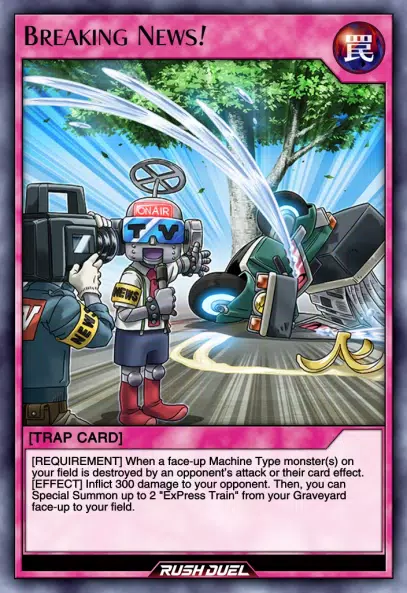 BREAKING NEWS!
罠
ON AIR
TV
NEWS
NEWS
[TRAP CARD]
[REQUIREMENT] When a face-up Machine Type monster(s) on
your field is destroyed by an opponent's attack or their card effect.
[EFFECT] Inflict 300 damage to your opponent. Then, you can
Special Summon up to 2 "ExPress Train" from your Graveyard
face-up to your field.
RUSH DUEL